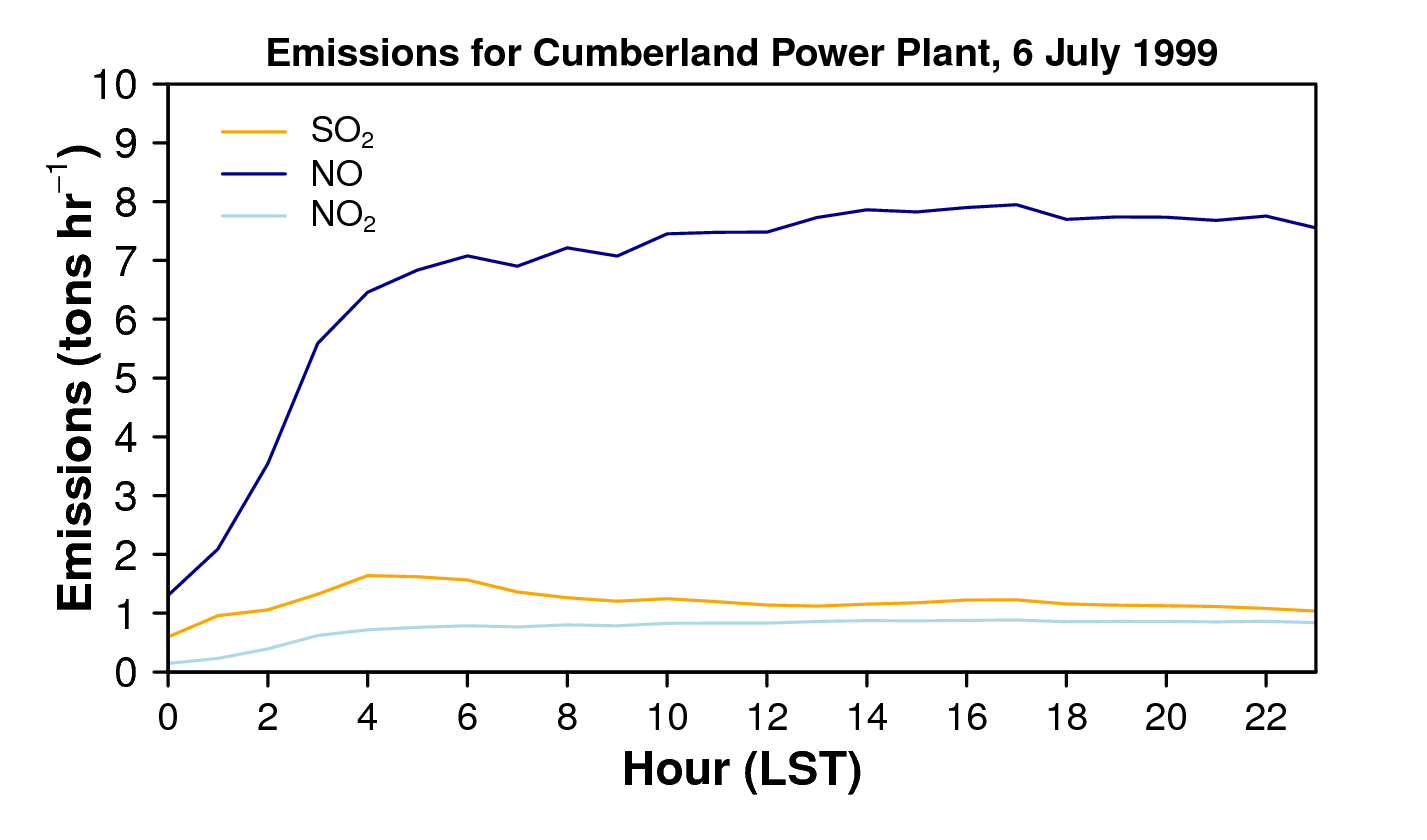 Emissions for Cumberland Power Plant, 6 July 1999
10
9
8
7
6
5
4
3
2
1
0
Emissions (tons hr⁻¹)
SO₂
NO
NO₂
0 2 4 6 8 10 12 14 16 18 20 22
Hour (LST)